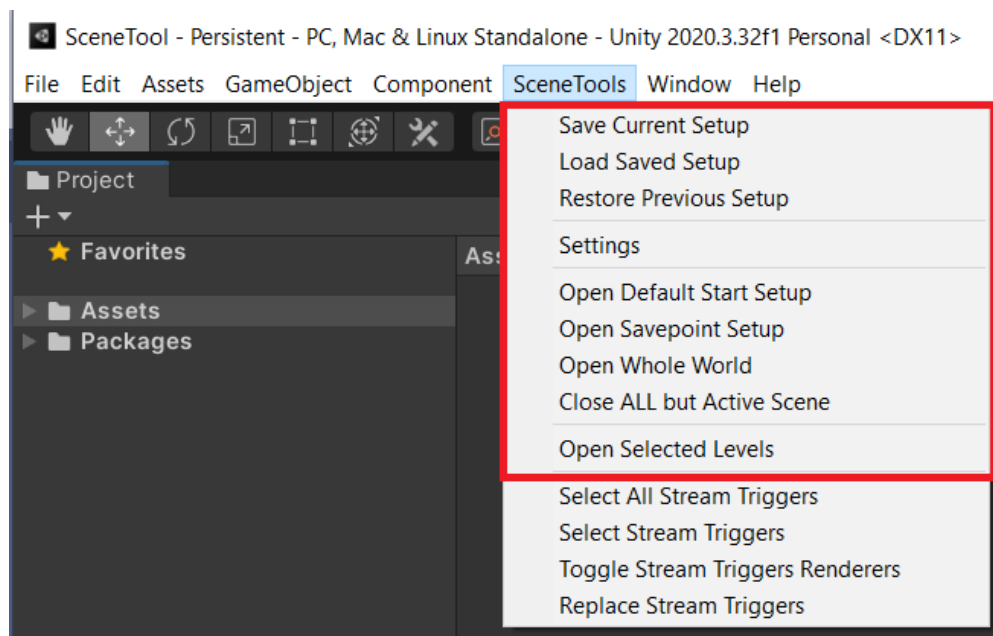 SceneTool - Persistent - PC, Mac & Linux Standalone - Unity 2020.3.32f1 Personal <DX11>
File Edit Assets GameObject Component SceneTools Window Help
Project
Favorites
Assets
Packages
Save Current Setup
Load Saved Setup
Restore Previous Setup
Settings
Open Default Start Setup
Open Savepoint Setup
Open Whole World
Close ALL but Active Scene
Open Selected Levels
Select All Stream Triggers
Select Stream Triggers
Toggle Stream Triggers Renderers
Replace Stream Triggers